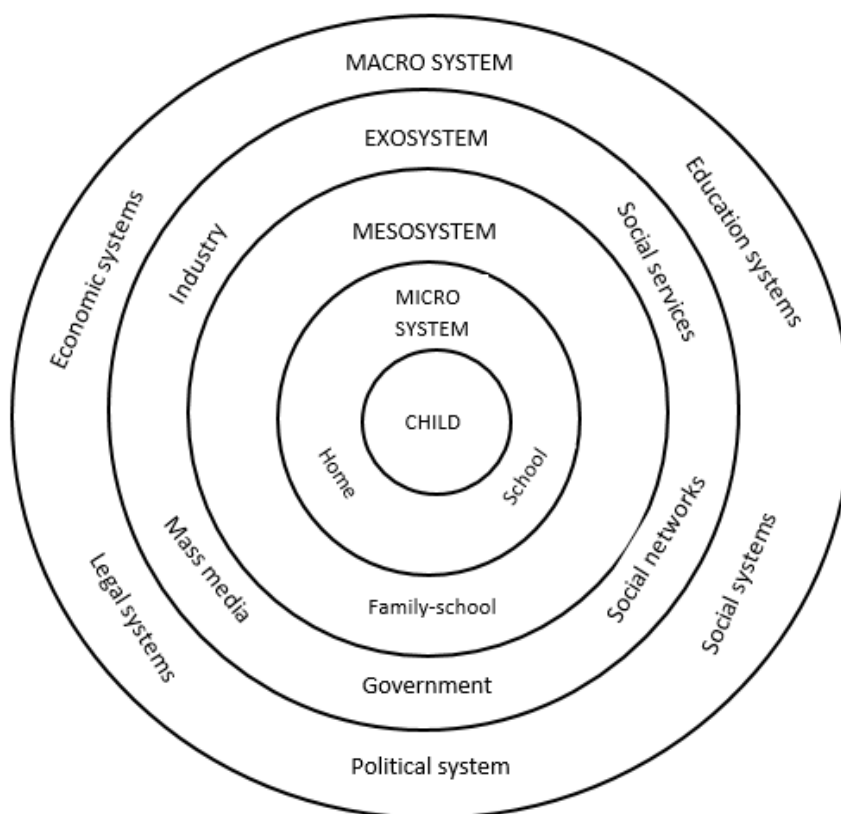 MACRO SYSTEM
EXOSYSTEM
Education systems
Economic systems
Industry
MESOSYSTEM
Social services
MICRO
SYSTEM
CHILD
Home
School
Mass media
Social networks
Legal systems
Social systems
Family-school
Government
Political system